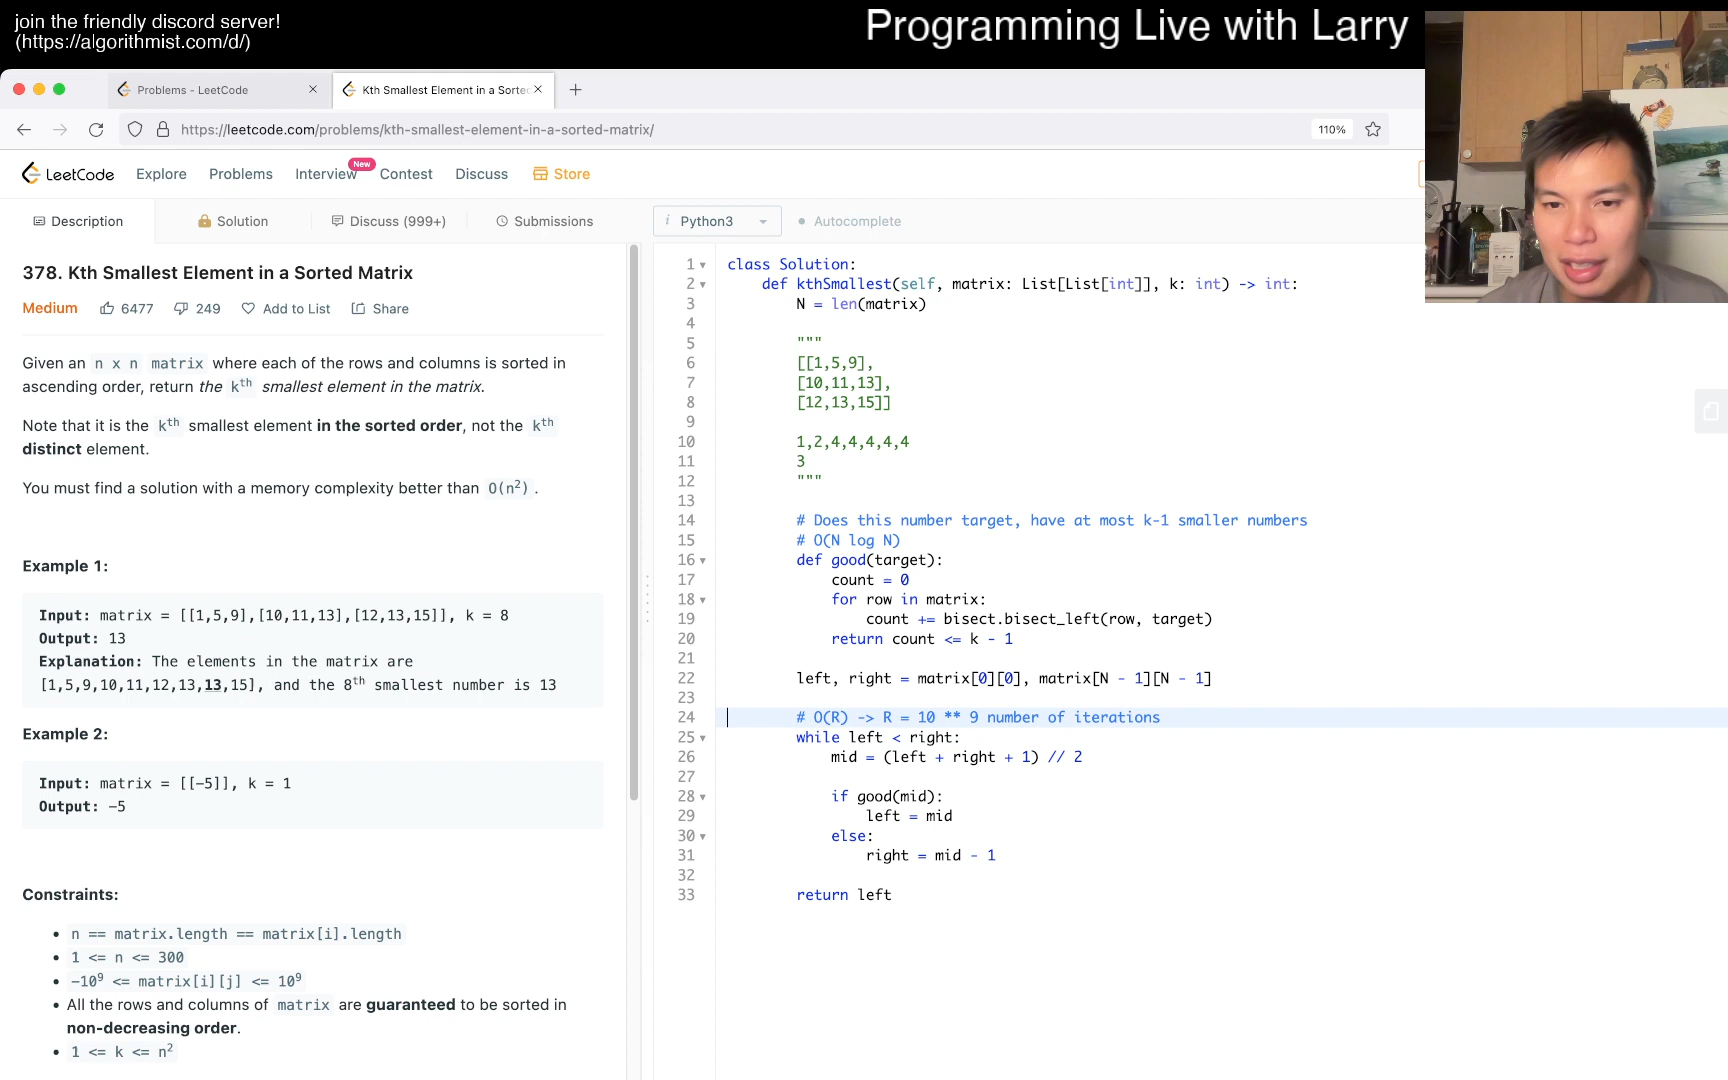 join the friendly discord server!
(https://algorithmist.com/d/)
Programming Live with Larry
Problems - LeetCode
Kth Smallest Element in a Sorte
https://leetcode.com/problems/kth-smallest-element-in-a-sorted-matrix/
110%
LeetCode
Explore
Problems
Interview
New
Contest
Discuss
Store
Description
Solution
Discuss (999+)
Submissions
i Python3
Autocomplete
378. Kth Smallest Element in a Sorted Matrix
Medium 6477 249 Add to List Share
Given an n x n matrix where each of the rows and columns is sorted in
ascending order, return the kth smallest element in the matrix.
Note that it is the kth smallest element in the sorted order, not the kth
distinct element.
You must find a solution with a memory complexity better than O(n²) .
Example 1:
Input: matrix = [[1,5,9],[10,11,13],[12,13,15]], k = 8
Output: 13
Explanation: The elements in the matrix are
[1,5,9,10,11,12,13,13,15], and the 8th smallest number is 13
Example 2:
Input: matrix = [[-5]], k = 1
Output: -5
Constraints:
• n == matrix.length == matrix[i].length
• 1 <= n <= 300
• -10⁹ <= matrix[i][j] <= 10⁹
• All the rows and columns of matrix are guaranteed to be sorted in
non-decreasing order.
• 1 <= k <= n²
1 class Solution:
2 def kthSmallest(self, matrix: List[List[int]], k: int) -> int:
3 N = len(matrix)
4
5 """
6 [[1,5,9],
7 [10,11,13],
8 [12,13,15]]
9
10 1,2,4,4,4,4,4
11 3
12 """
13
14 # Does this number target, have at most k-1 smaller numbers
15 # O(N log N)
16 def good(target):
17 count = 0
18 for row in matrix:
19 count += bisect.bisect_left(row, target)
20 return count <= k - 1
21
22 left, right = matrix[0][0], matrix[N - 1][N - 1]
23
24 # O(R) -> R = 10 ** 9 number of iterations
25 while left < right:
26 mid = (left + right + 1) // 2
27
28 if good(mid):
29 left = mid
30 else:
31 right = mid - 1
32
33 return left